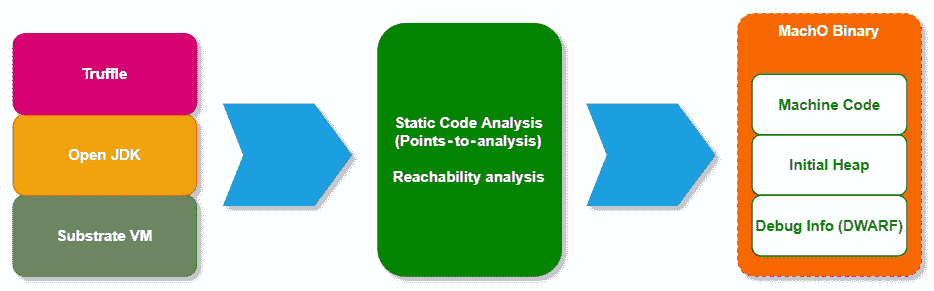 Truffle
Open JDK
Substrate VM
Static Code Analysis
(Points-to-analysis)
Reachability analysis
MachO Binary
Machine Code
Initial Heap
Debug Info (DWARF)